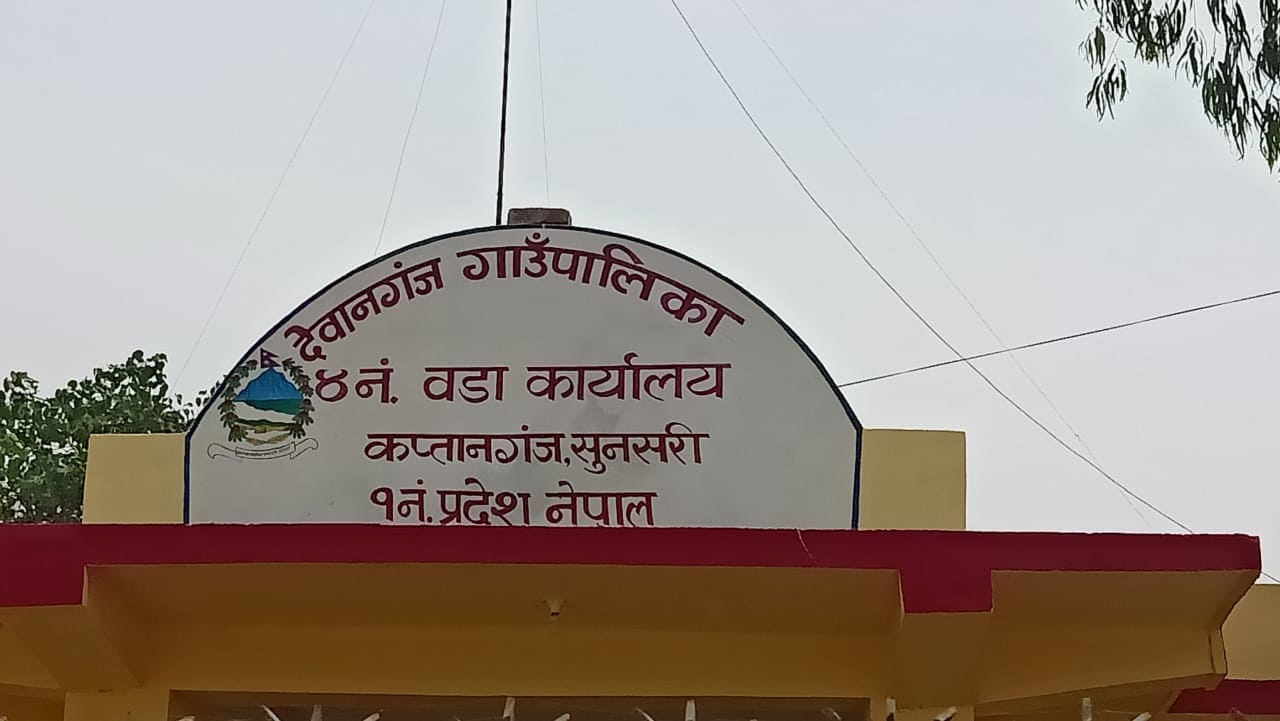 देवानगंज गाउँपालिका
४नं. वडा कार्यालय
कप्तानगंज,सुनसरी
१नं.प्रदेश नेपाल